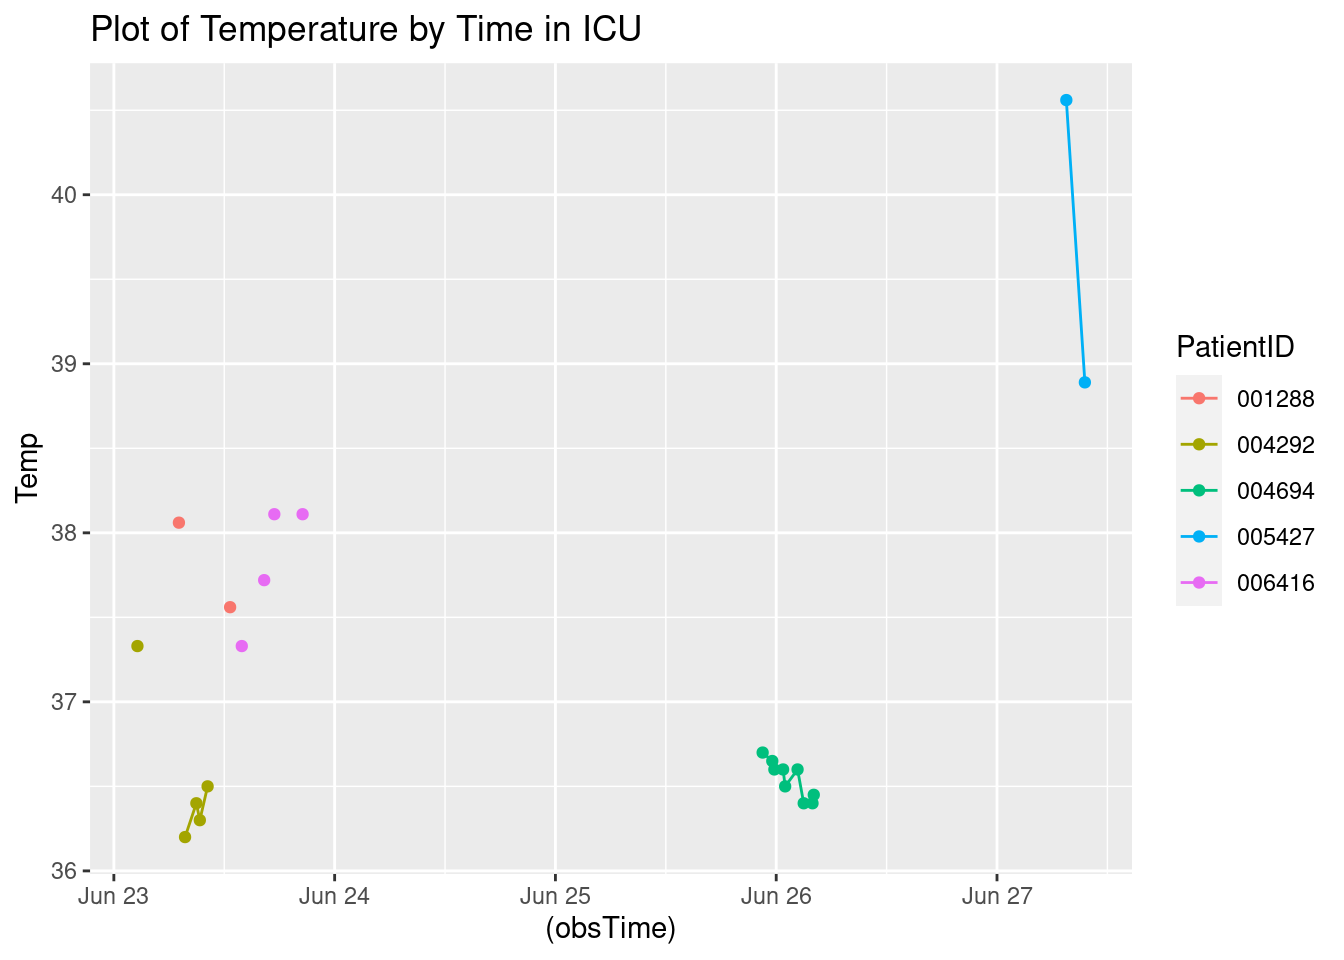 Plot of Temperature by Time in ICU
40
39
38
37
36
Temp
Jun 23
Jun 24
Jun 25
Jun 26
Jun 27
(obsTime)
PatientID
001288
004292
004694
005427
006416